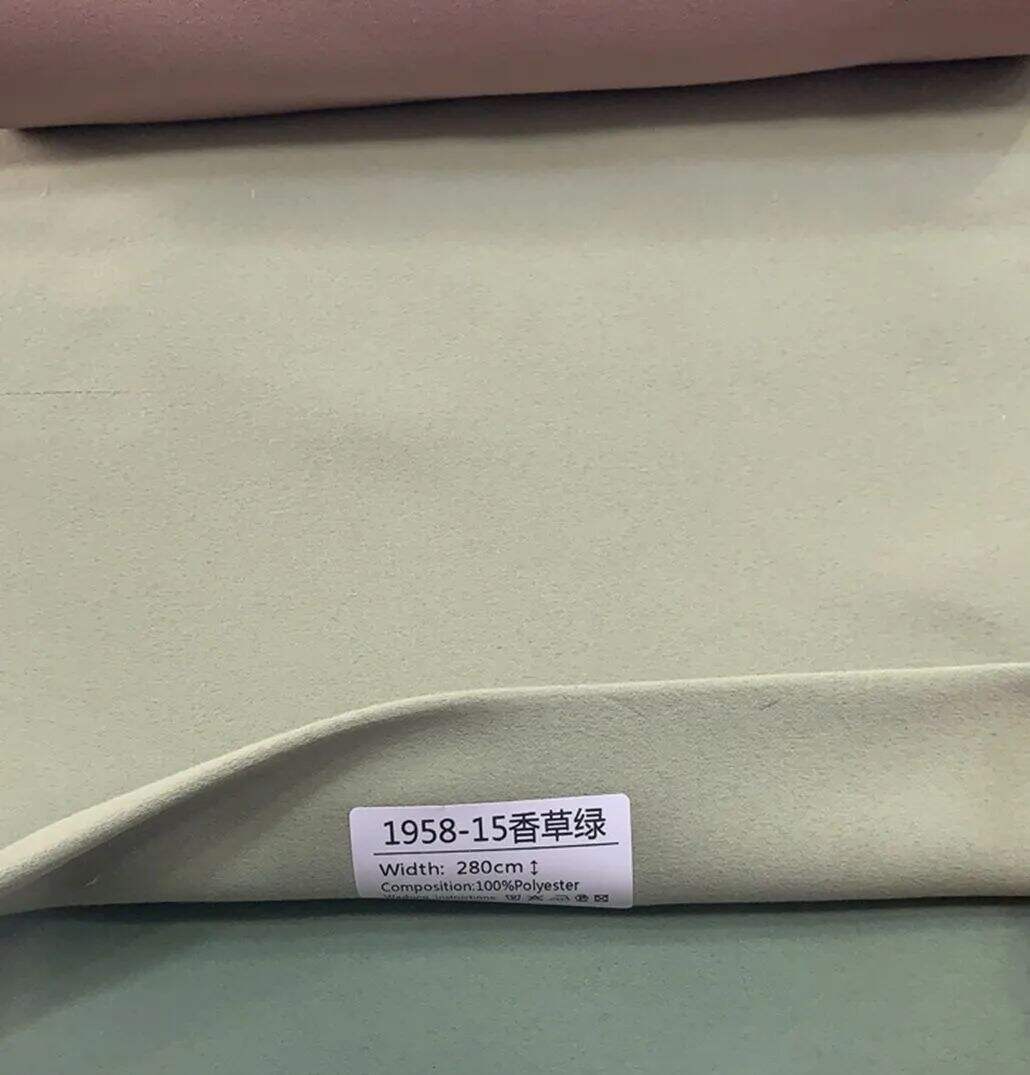 1958-15香草绿
Width: 280cm ↕
Composition:100%Polyester